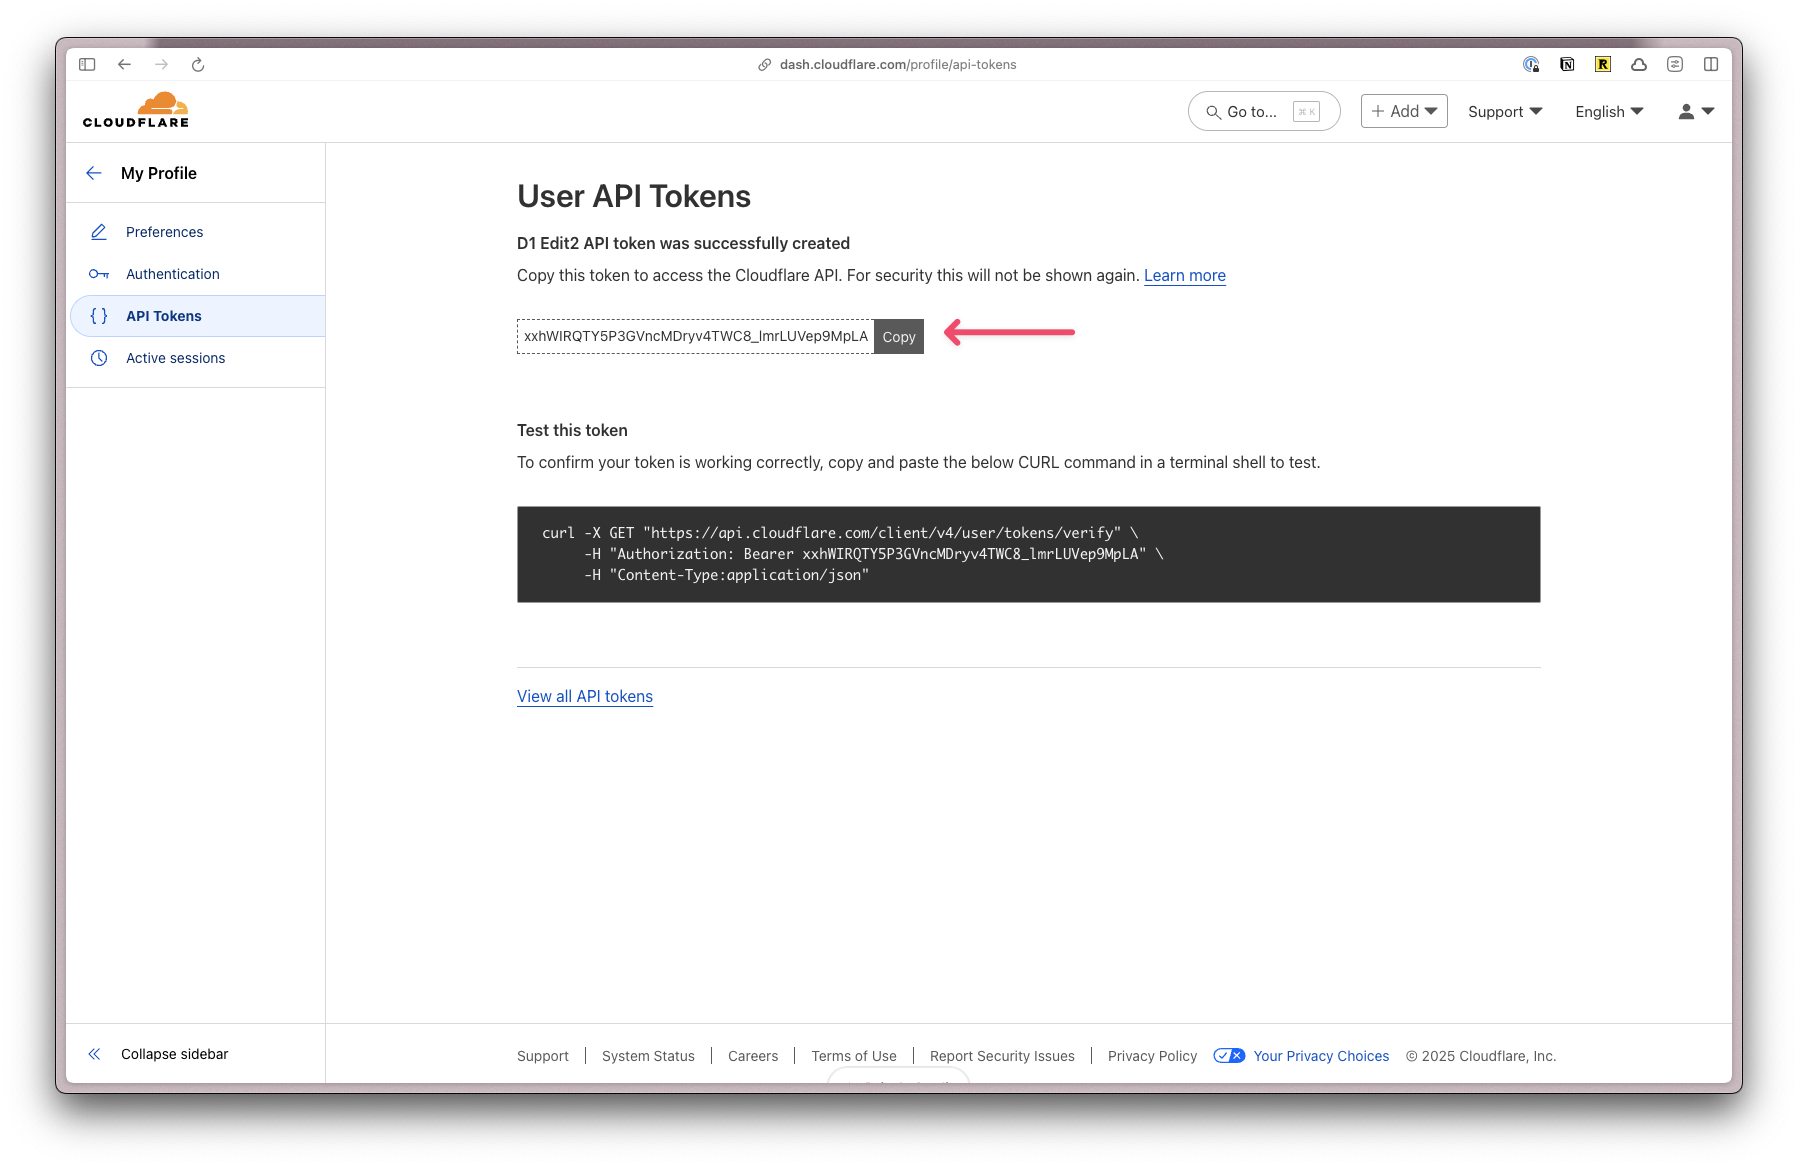 dash.cloudflare.com/profile/api-tokens
CLOUDFLARE
Go to... ⌘ K
+ Add
Support
English
My Profile
Preferences
Authentication
API Tokens
Active sessions
User API Tokens
D1 Edit2 API token was successfully created
Copy this token to access the Cloudflare API. For security this will not be shown again. Learn more
xxhWIRQTY5P3GVncMDryv4TWC8_lmrLUVep9MpLA Copy
Test this token
To confirm your token is working correctly, copy and paste the below CURL command in a terminal shell to test.
curl -X GET "https://api.cloudflare.com/client/v4/user/tokens/verify" \
-H "Authorization: Bearer xxhWIRQTY5P3GVncMDryv4TWC8_lmrLUVep9MpLA" \
-H "Content-Type:application/json"
View all API tokens
Collapse sidebar
Support | System Status | Careers | Terms of Use | Report Security Issues | Privacy Policy Your Privacy Choices © 2025 Cloudflare, Inc.